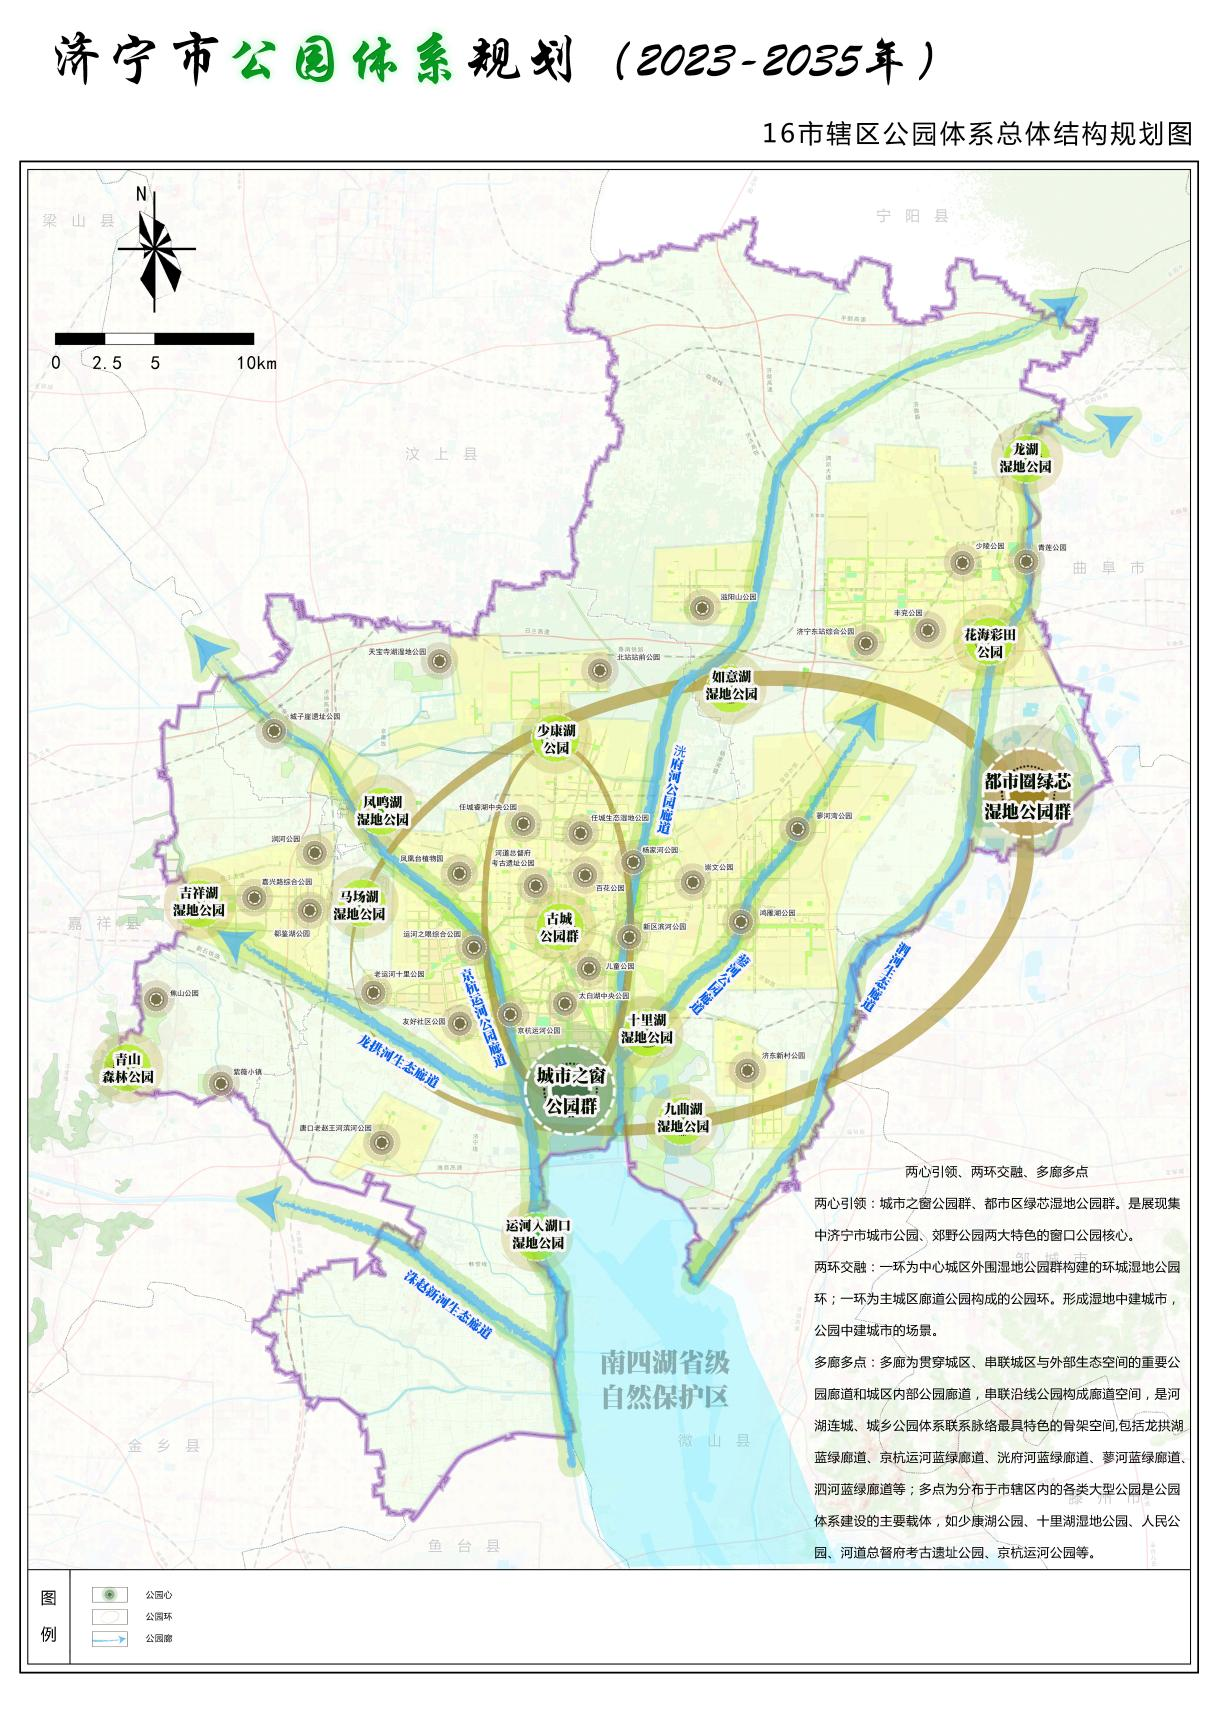 济宁市公园体系规划（2023-2035年）
16市辖区公园体系总体结构规划图
N
0 2.5 5 10km
梁山县
宁阳县
汶上县
曲阜市
嘉祥县
邹城市
金乡县
微山县
鱼台县
滕州市
龙湖
湿地公园
少陵公园
青莲公园
滋阳山公园
丰兖公园
济宁东站综合公园
花海彩田
公园
天宝寺湖湿地公园
北站站前公园
如意湖
湿地公园
城子崖遗址公园
少康湖
公园
都市圈绿芯
湿地公园群
洸府河公园廊道
凤鸣湖
湿地公园
任城睿湖中央公园
任城生态湿地公园
蓼河湾公园
润河公园
凤凰台植物园
河道总督府
考古遗址公园
杨家河公园
崇文公园
百花公园
吉祥湖
湿地公园
嘉兴路综合公园
马场湖
湿地公园
古城
公园群
鸿雁湖公园
都鉴湖公园
运河之眼综合公园
新区滨河公园
儿童公园
蓼河公园廊道
泗河生态廊道
老运河十里公园
京杭运河公园廊道
焦山公园
太白湖中央公园
友好社区公园
京杭运河公园
十里湖
湿地公园
龙拱河生态廊道
青山
森林公园
紫薇小镇
城市之窗
公园群
济东新村公园
唐口老赵王河滨河公园
九曲湖
湿地公园
运河入湖口
湿地公园
洙赵新河生态廊道
南四湖省级
自然保护区
两心引领、两环交融、多廊多点
两心引领：城市之窗公园群、都市区绿芯湿地公园群。是展现集
中济宁市城市公园、郊野公园两大特色的窗口公园核心。
两环交融：一环为中心城区外围湿地公园群构建的环城湿地公园
环；一环为主城区廊道公园构成的公园环。形成湿地中建城市，
公园中建城市的场景。
多廊多点：多廊为贯穿城区、串联城区与外部生态空间的重要公
园廊道和城区内部公园廊道，串联沿线公园构成廊道空间，是河
湖连城、城乡公园体系联系脉络最具特色的骨架空间,包括龙拱湖
蓝绿廊道、京杭运河蓝绿廊道、洸府河蓝绿廊道、蓼河蓝绿廊道、
泗河蓝绿廊道等；多点为分布于市辖区内的各类大型公园是公园
体系建设的主要载体，如少康湖公园、十里湖湿地公园、人民公
园、河道总督府考古遗址公园、京杭运河公园等。
图例
公园心
公园环
公园廊